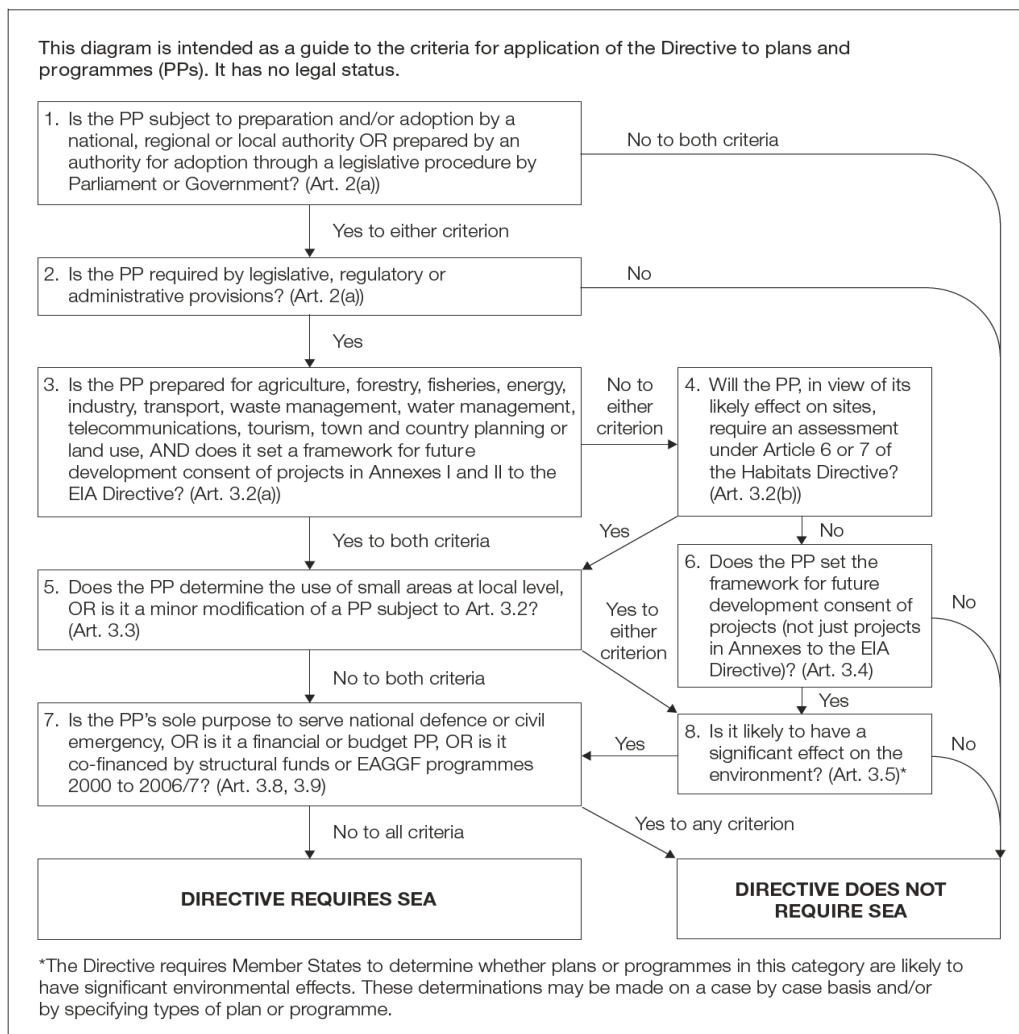 This diagram is intended as a guide to the criteria for application of the Directive to plans and
programmes (PPs). It has no legal status.
1. Is the PP subject to preparation and/or adoption by a
national, regional or local authority OR prepared by an
authority for adoption through a legislative procedure by
Parliament or Government? (Art. 2(a))
No to both criteria
Yes to either criterion
2. Is the PP required by legislative, regulatory or
administrative provisions? (Art. 2(a))
No
Yes
3. Is the PP prepared for agriculture, forestry, fisheries, energy,
industry, transport, waste management, water management,
telecommunications, tourism, town and country planning or
land use, AND does it set a framework for future
development consent of projects in Annexes I and II to the
EIA Directive? (Art. 3.2(a))
No to
either
criterion
4. Will the PP, in view of its
likely effect on sites,
require an assessment
under Article 6 or 7 of
the Habitats Directive?
(Art. 3.2(b))
Yes to both criteria
Yes
No
5. Does the PP determine the use of small areas at local level,
OR is it a minor modification of a PP subject to Art. 3.2?
(Art. 3.3)
Yes to
either
criterion
6. Does the PP set the
framework for future
development consent of
projects (not just projects
in Annexes to the EIA
Directive)? (Art. 3.4)
No
No to both criteria
Yes
7. Is the PP's sole purpose to serve national defence or civil
emergency, OR is it a financial or budget PP, OR is it
co-financed by structural funds or EAGGF programmes
2000 to 2006/7? (Art. 3.8, 3.9)
Yes
8. Is it likely to have a
significant effect on the
environment? (Art. 3.5)*
No
No to all criteria
Yes to any criterion
DIRECTIVE REQUIRES SEA
DIRECTIVE DOES NOT
REQUIRE SEA
*The Directive requires Member States to determine whether plans or programmes in this category are likely to
have significant environmental effects. These determinations may be made on a case by case basis and/or
by specifying types of plan or programme.